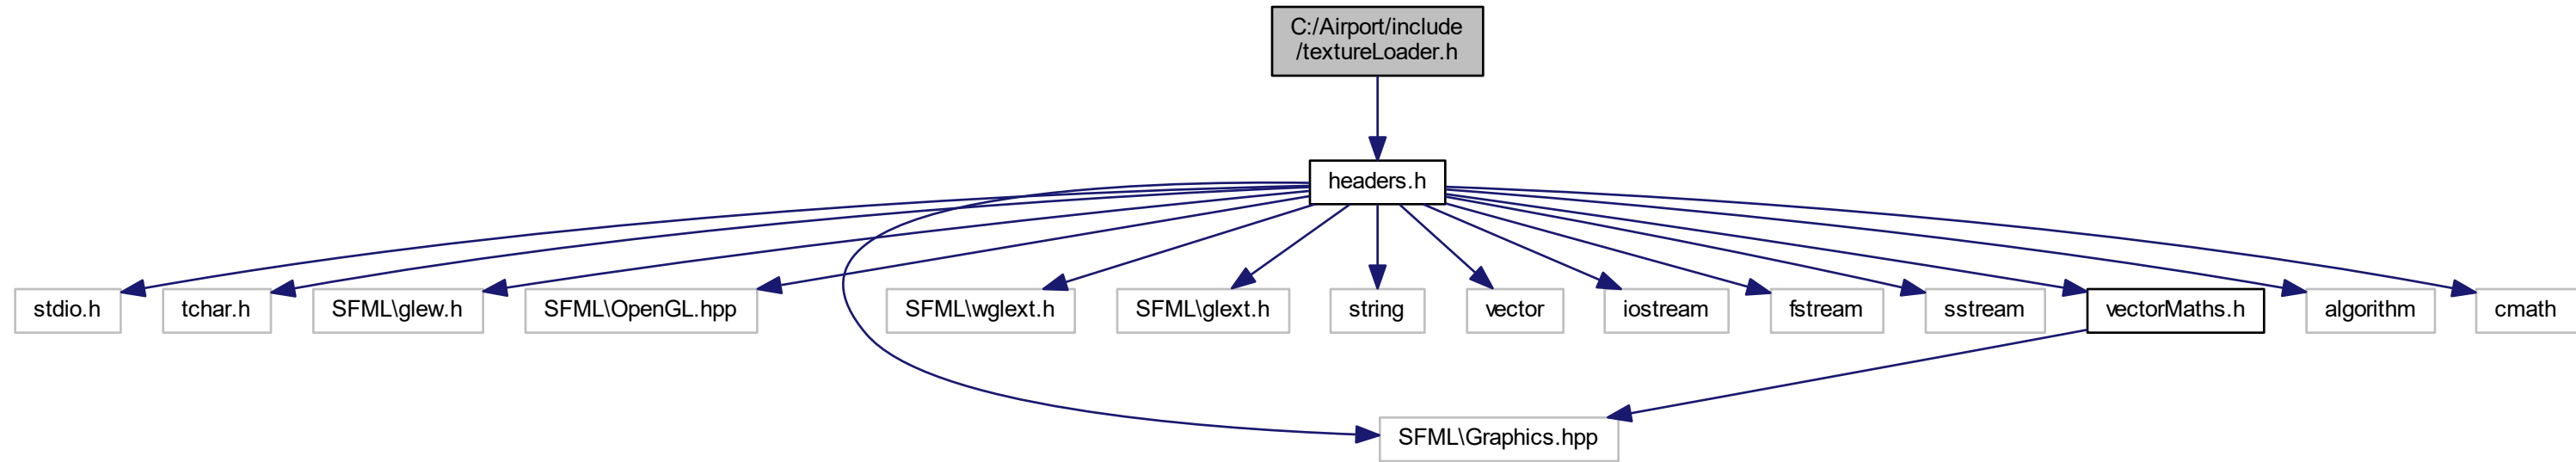 C:/Airport/include
/textureLoader.h
headers.h
stdio.h
tchar.h
SFML\glew.h
SFML\OpenGL.hpp
SFML\wglext.h
SFML\glext.h
string
vector
iostream
fstream
sstream
vectorMaths.h
algorithm
cmath
SFML\Graphics.hpp